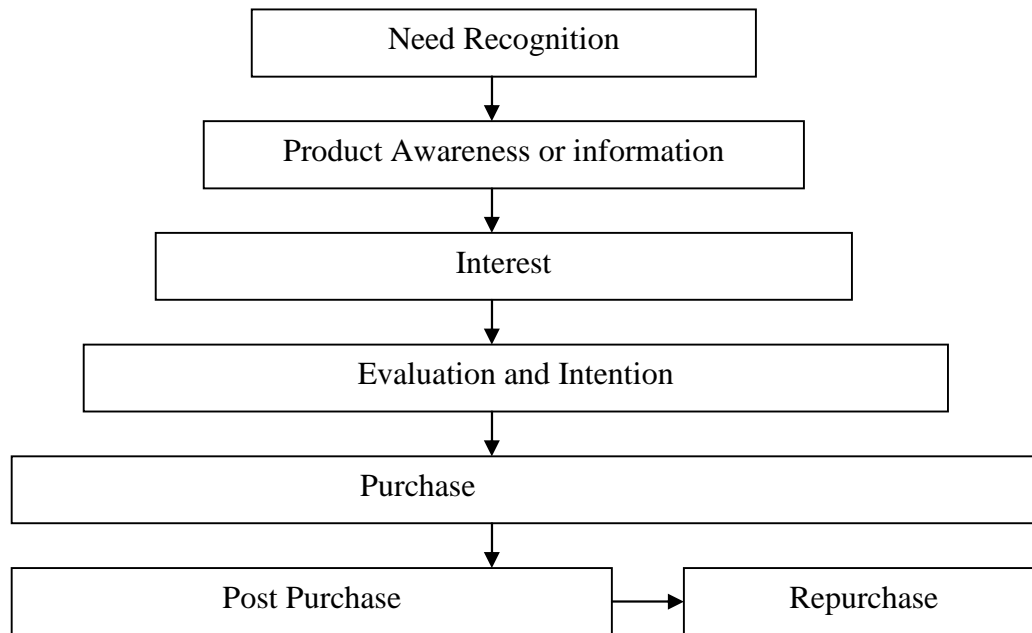 Need Recognition
Product Awareness or information
Interest
Evaluation and Intention
Purchase
Post Purchase
Repurchase